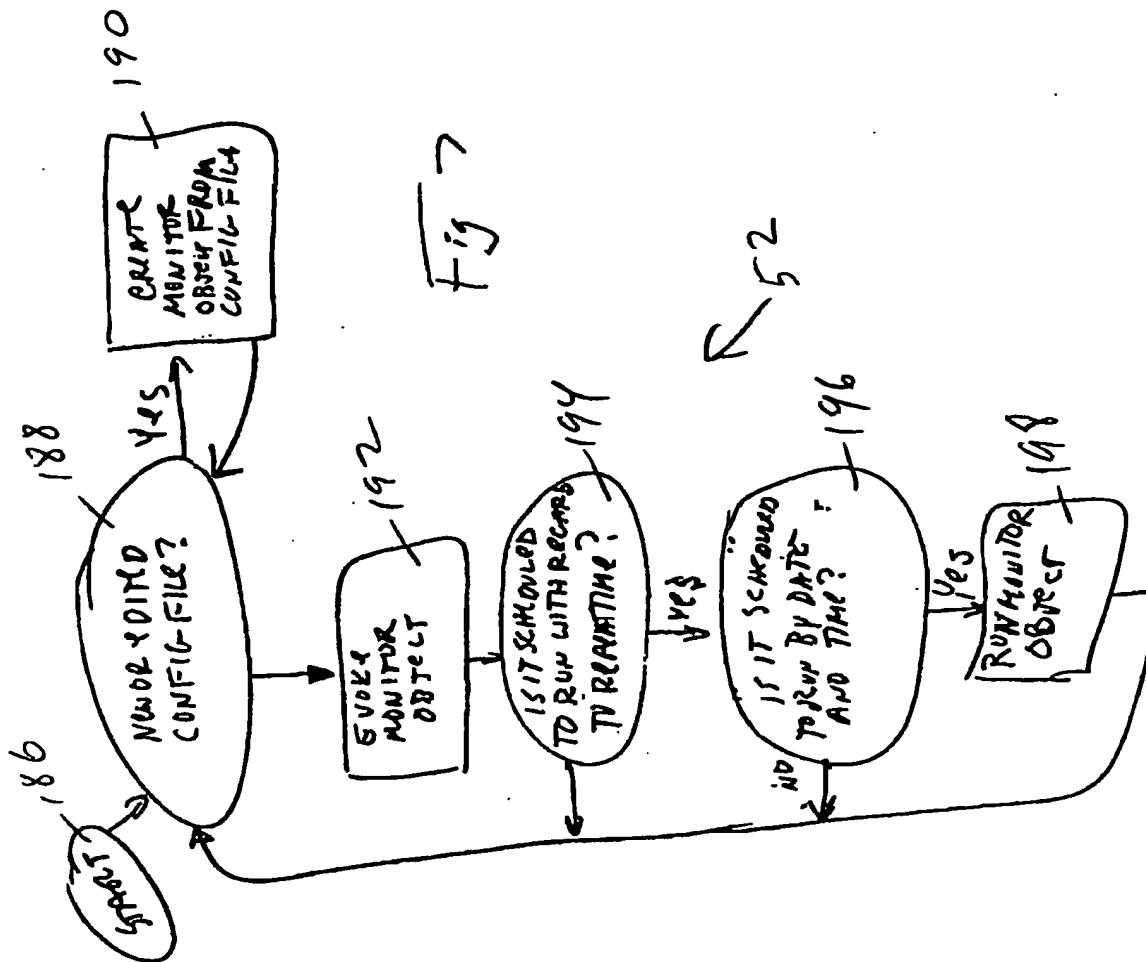 186
START
188
NEW OR EDITED
CONFIG-FILE?
Yes
190
CREATE
MONITOR
OBJECT FROM
CONFIG-FILE
192
EVOKE
MONITOR
OBJECT
Fig 7
IS IT SCHEDULED
TO RUN WITH REGARD
TO
194
Yes
52
IS IT SCHEDULED
TO RUN BY DATE
AND TIME?
196
NO
Yes
RUN MONITOR
OBJECT
198